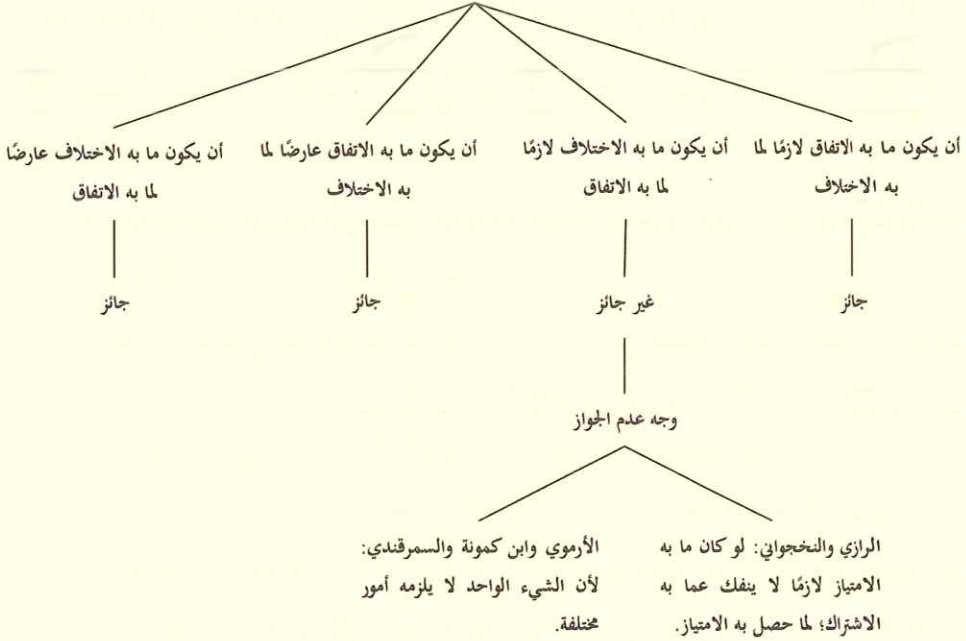 أن يكون ما به الاتفاق لازمًا لما
به الاختلاف
أن يكون ما به الاختلاف لازمًا
لما به الاتفاق
أن يكون ما به الاتفاق عارضًا لما
به الاختلاف
أن يكون ما به الاختلاف عارضًا
لما به الاتفاق
جائز
غير جائز
جائز
جائز
وجه عدم الجواز
الرازي والنخجواني: لو كان ما به
الامتياز لازمًا لا ينفك عما به
الاشتراك؛ لما حصل به الامتياز.
الأرموي وابن كمونة والسمرقندي:
لأن الشيء الواحد لا يلزمه أمور
مختلفة.